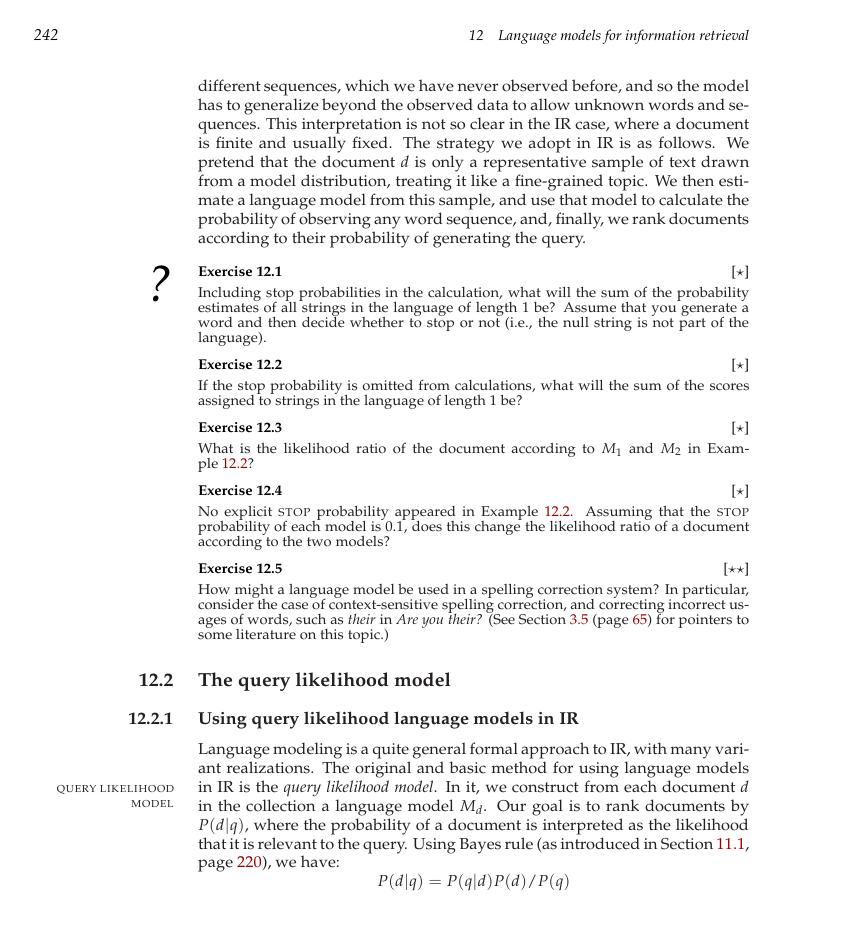 242
12 Language models for information retrieval
different sequences, which we have never observed before, and so the model
has to generalize beyond the observed data to allow unknown words and se-
quences. This interpretation is not so clear in the IR case, where a document
is finite and usually fixed. The strategy we adopt in IR is as follows. We
pretend that the document d is only a representative sample of text drawn
from a model distribution, treating it like a fine-grained topic. We then esti-
mate a language model from this sample, and use that model to calculate the
probability of observing any word sequence, and, finally, we rank documents
according to their probability of generating the query.
?
Exercise 12.1 [⋆]
Including stop probabilities in the calculation, what will the sum of the probability
estimates of all strings in the language of length 1 be? Assume that you generate a
word and then decide whether to stop or not (i.e., the null string is not part of the
language).
Exercise 12.2 [⋆]
If the stop probability is omitted from calculations, what will the sum of the scores
assigned to strings in the language of length 1 be?
Exercise 12.3 [⋆]
What is the likelihood ratio of the document according to M₁ and M₂ in Exam-
ple 12.2?
Exercise 12.4 [⋆]
No explicit STOP probability appeared in Example 12.2. Assuming that the STOP
probability of each model is 0.1, does this change the likelihood ratio of a document
according to the two models?
Exercise 12.5 [⋆⋆]
How might a language model be used in a spelling correction system? In particular,
consider the case of context-sensitive spelling correction, and correcting incorrect us-
ages of words, such as their in Are you their? (See Section 3.5 (page 65) for pointers to
some literature on this topic.)
12.2 The query likelihood model
12.2.1 Using query likelihood language models in IR
Language modeling is a quite general formal approach to IR, with many vari-
ant realizations. The original and basic method for using language models
QUERY LIKELIHOOD
MODEL
in IR is the query likelihood model. In it, we construct from each document d
in the collection a language model M_d. Our goal is to rank documents by
P(d|q), where the probability of a document is interpreted as the likelihood
that it is relevant to the query. Using Bayes rule (as introduced in Section 11.1,
page 220), we have:
P(d|q) = P(q|d)P(d)/P(q)